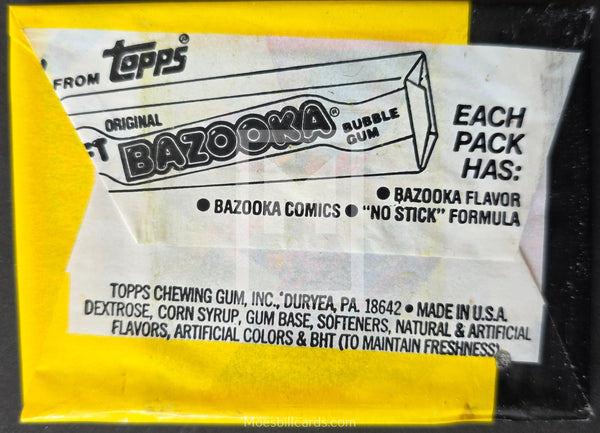 FROM topps®
ORIGINAL
CT BAZOOKA® BUBBLE
GUM
EACH
PACK
HAS:
● BAZOOKA FLAVOR
● BAZOOKA COMICS ● "NO STICK" FORMULA
TOPPS CHEWING GUM, INC., DURYEA, PA. 18642 ● MADE IN U.S.A.
DEXTROSE, CORN SYRUP, GUM BASE, SOFTENERS, NATURAL & ARTIFICIAL
FLAVORS, ARTIFICIAL COLORS & BHT (TO MAINTAIN FRESHNESS).
Moesbillcards.com